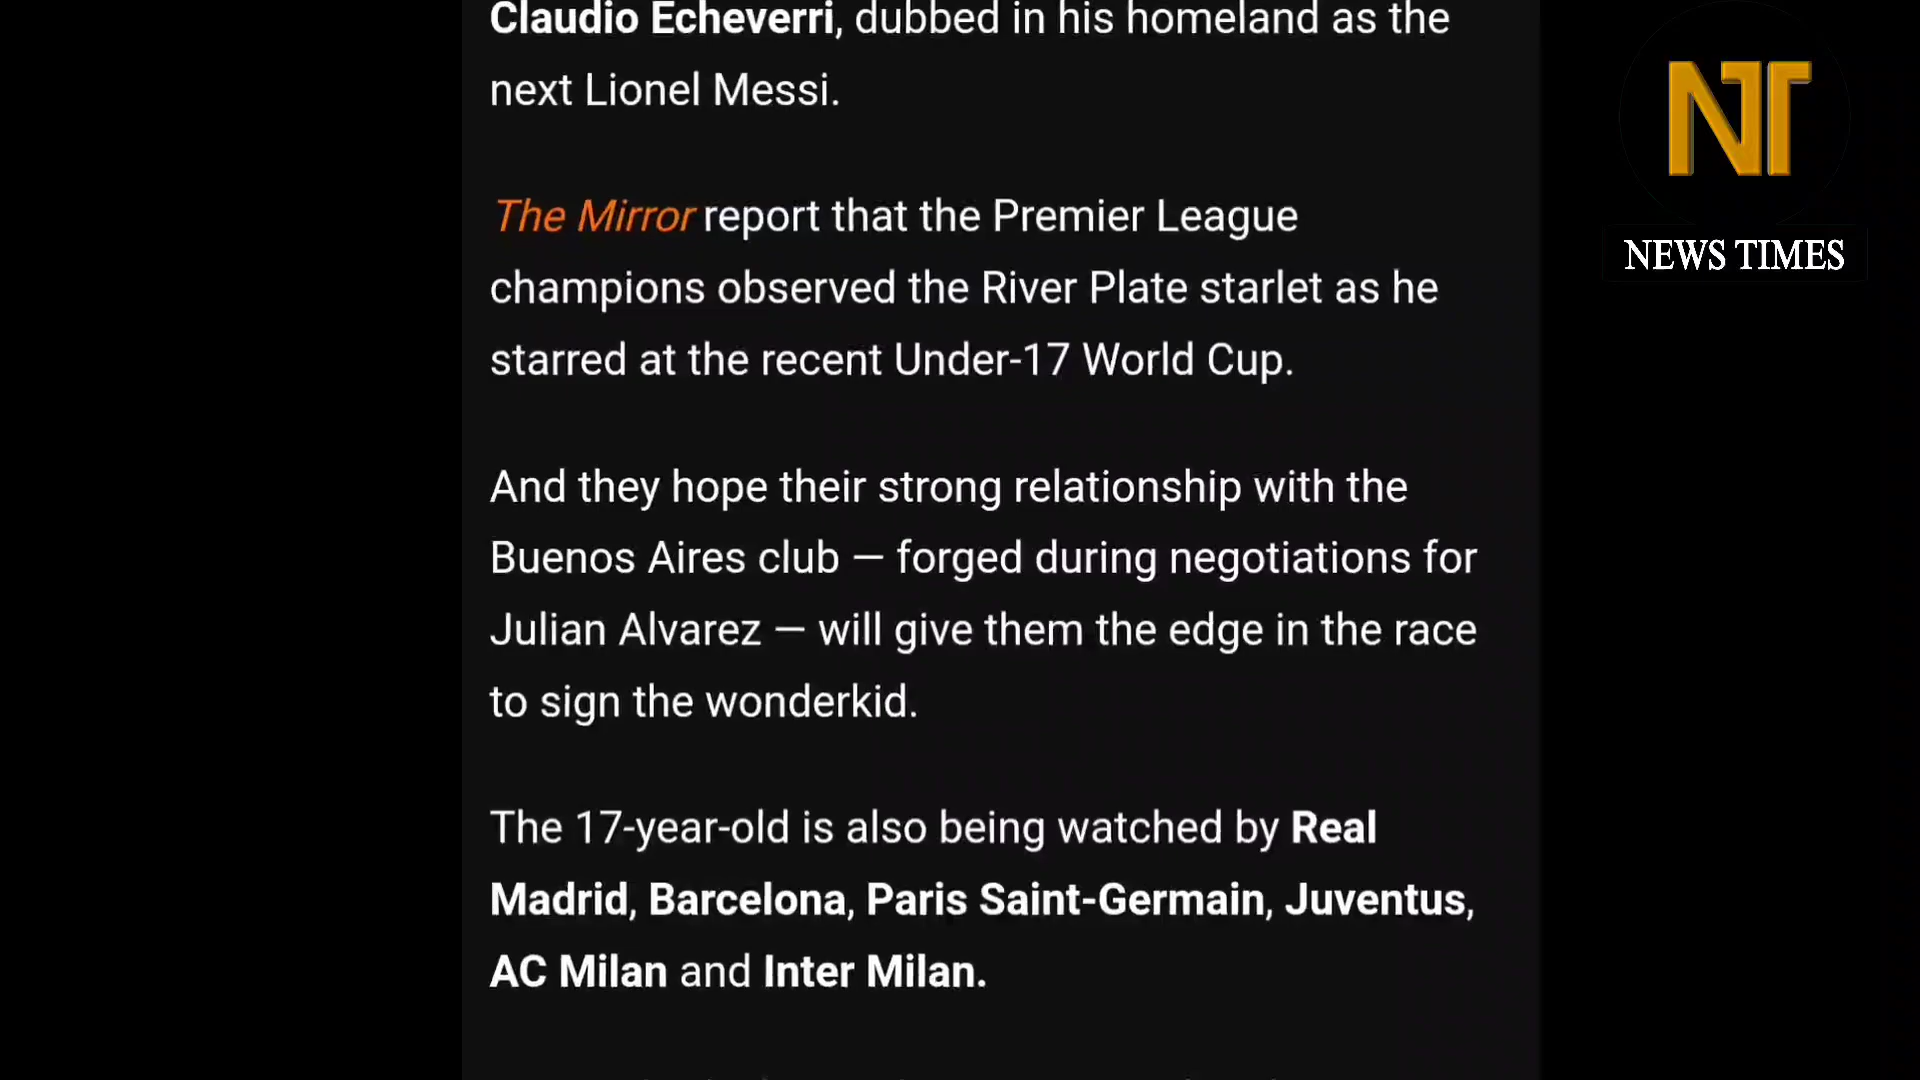 Claudio Echeverri, dubbed in his homeland as the
next Lionel Messi.
The Mirror report that the Premier League
champions observed the River Plate starlet as he
starred at the recent Under-17 World Cup.
And they hope their strong relationship with the
Buenos Aires club — forged during negotiations for
Julian Alvarez — will give them the edge in the race
to sign the wonderkid.
The 17-year-old is also being watched by Real
Madrid, Barcelona, Paris Saint-Germain, Juventus,
AC Milan and Inter Milan.
NT
NEWS TIMES